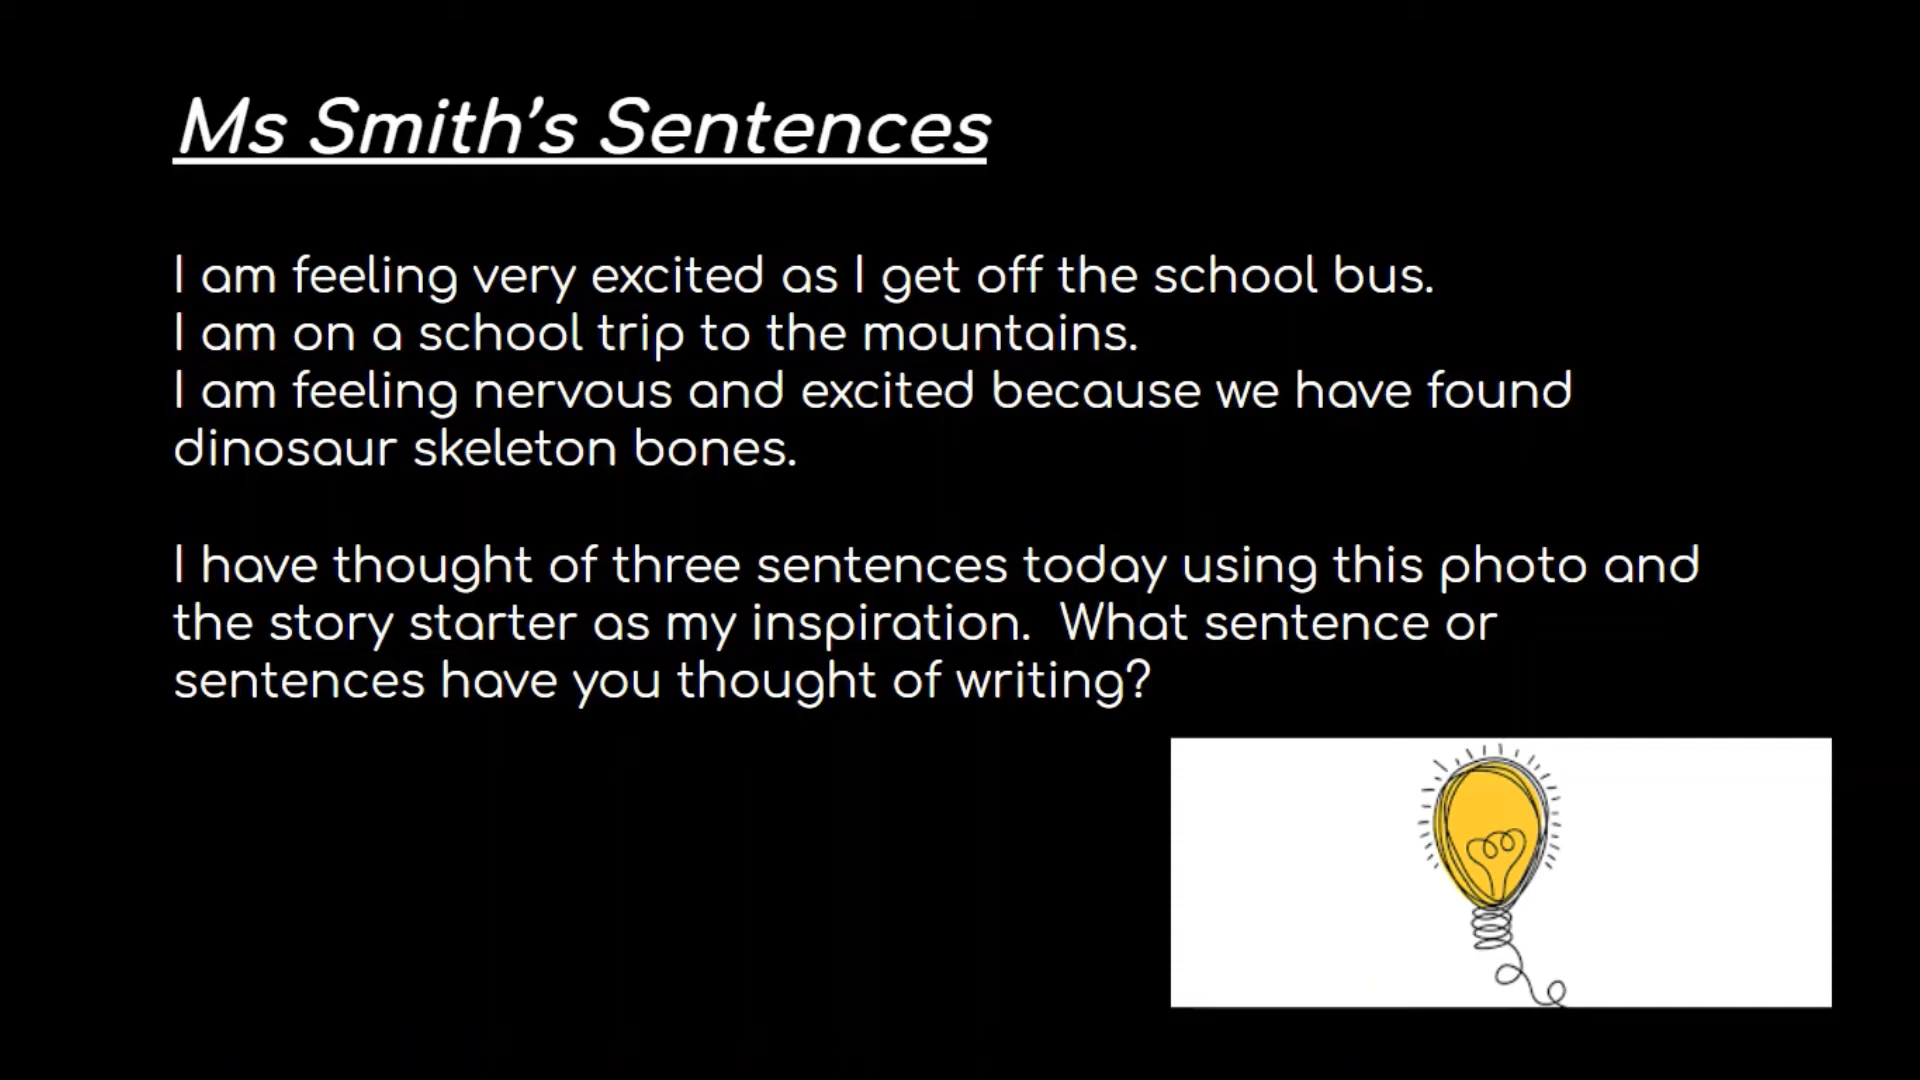 Ms Smith's Sentences
I am feeling very excited as I get off the school bus.
I am on a school trip to the mountains.
I am feeling nervous and excited because we have found
dinosaur skeleton bones.
I have thought of three sentences today using this photo and
the story starter as my inspiration.  What sentence or
sentences have you thought of writing?